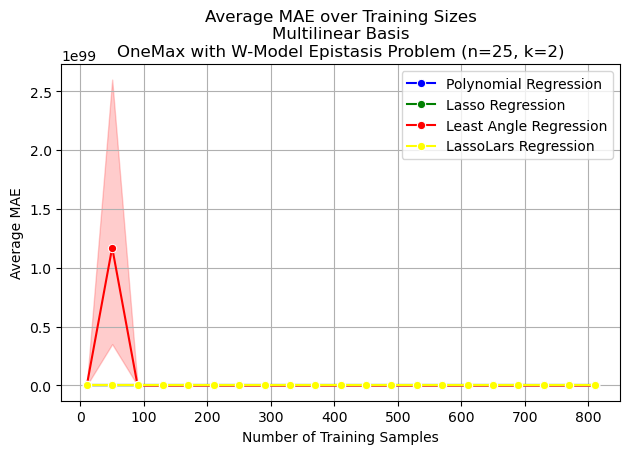 Average MAE over Training Sizes
Multilinear Basis
OneMax with W-Model Epistasis Problem (n=25, k=2)
1e99
Polynomial Regression
Lasso Regression
Least Angle Regression
LassoLars Regression
2.5
2.0
1.5
1.0
0.5
0.0
Average MAE
0 100 200 300 400 500 600 700 800
Number of Training Samples